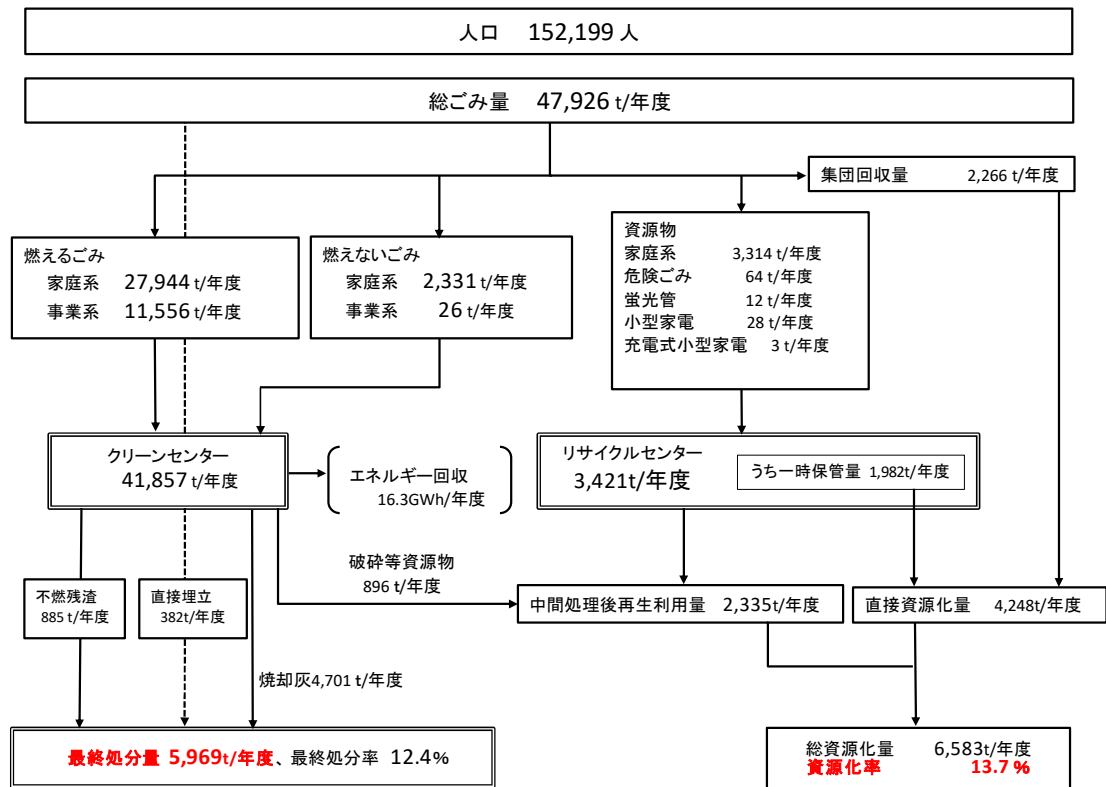 人口 152,199 人
総ごみ量 47,926 t/年度
集団回収量 2,266 t/年度
燃えるごみ
家庭系 27,944 t/年度
事業系 11,556 t/年度
燃えないごみ
家庭系 2,331 t/年度
事業系 26 t/年度
資源物
家庭系 3,314 t/年度
危険ごみ 64 t/年度
蛍光管 12 t/年度
小型家電 28 t/年度
充電式小型家電 3 t/年度
クリーンセンター
41,857 t/年度
エネルギー回収
16.3GWh/年度
リサイクルセンター
3,421t/年度
うち一時保管量 1,982t/年度
破砕等資源物
896 t/年度
不燃残渣
885 t/年度
直接埋立
382t/年度
中間処理後再生利用量 2,335t/年度
直接資源化量 4,248t/年度
焼却灰4,701 t/年度
最終処分量 5,969t/年度、最終処分率 12.4%
総資源化量 6,583t/年度
資源化率 13.7 %